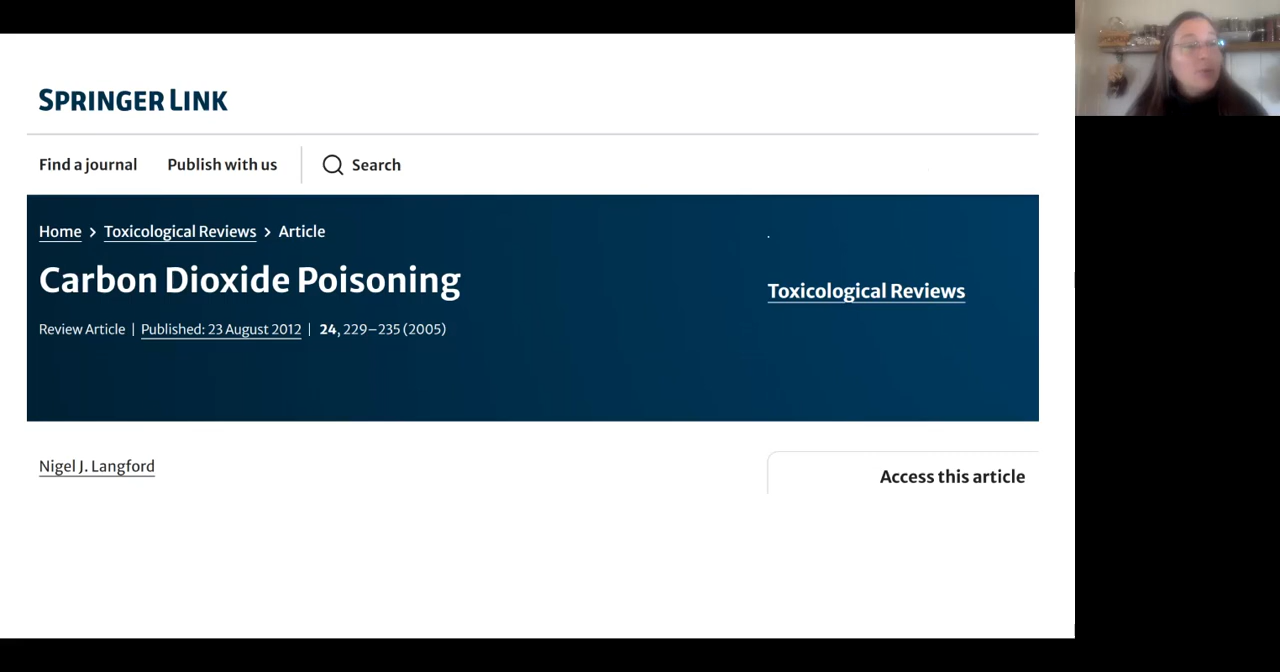 SPRINGER LINK
Find a journal Publish with us Search
Home > Toxicological Reviews > Article
Carbon Dioxide Poisoning
Toxicological Reviews
Review Article | Published: 23 August 2012 | 24, 229–235 (2005)
Nigel J. Langford
Access this article